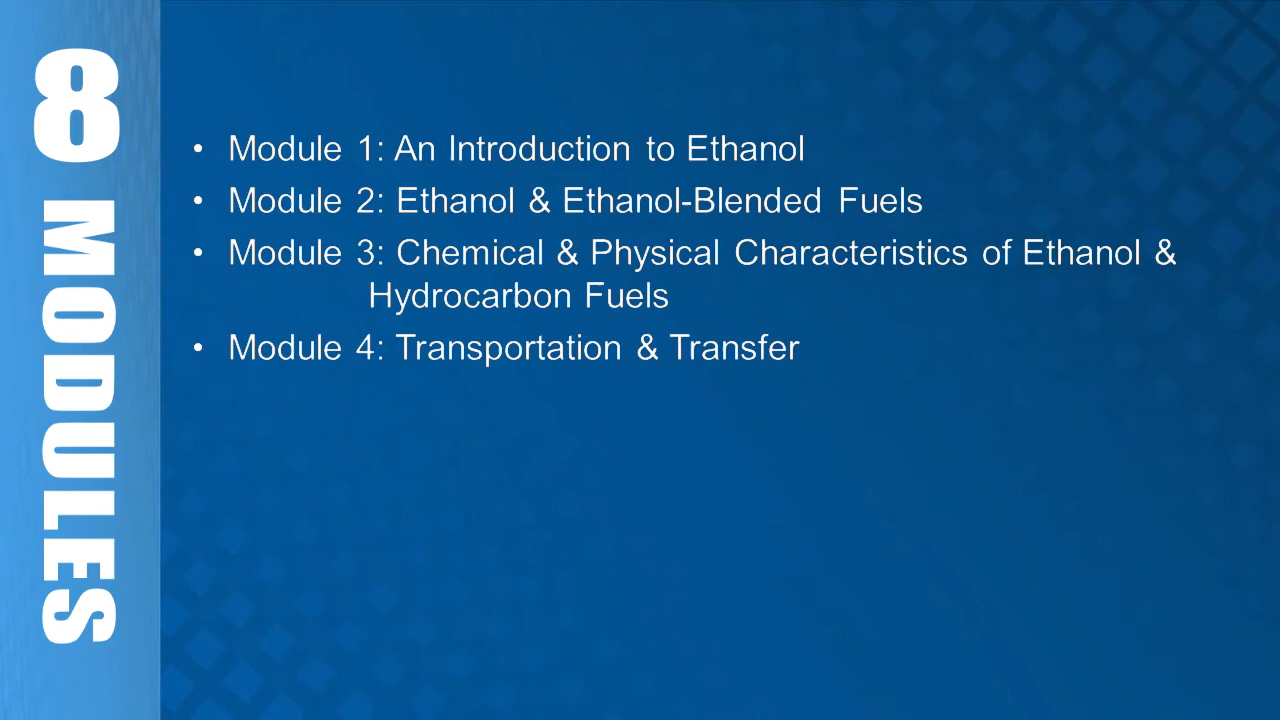 8 MODULES
• Module 1: An Introduction to Ethanol
• Module 2: Ethanol & Ethanol-Blended Fuels
• Module 3: Chemical & Physical Characteristics of Ethanol &
Hydrocarbon Fuels
• Module 4: Transportation & Transfer